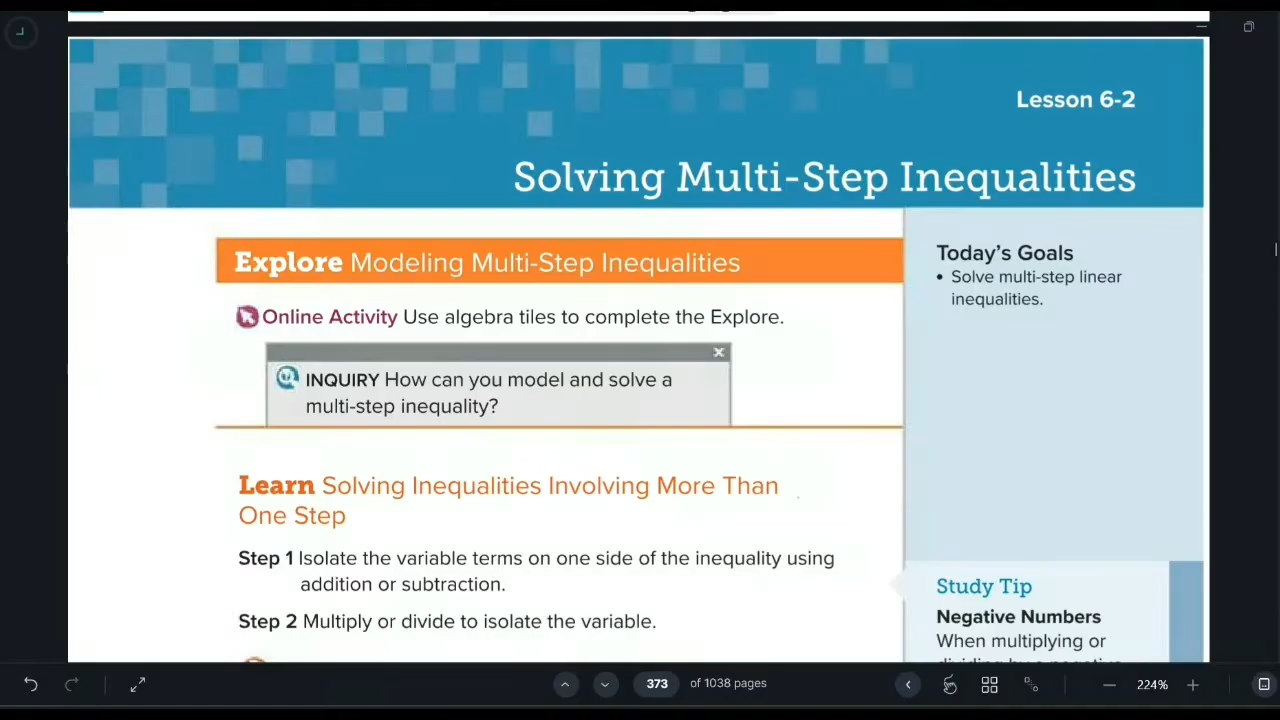 Lesson 6-2
Solving Multi-Step Inequalities
Explore Modeling Multi-Step Inequalities
Online Activity Use algebra tiles to complete the Explore.
INQUIRY How can you model and solve a
multi-step inequality?
Learn Solving Inequalities Involving More Than
One Step
Step 1 Isolate the variable terms on one side of the inequality using
addition or subtraction.
Step 2 Multiply or divide to isolate the variable.
Today's Goals
• Solve multi-step linear
inequalities.
Study Tip
Negative Numbers
When multiplying or
373 of 1038 pages
224%